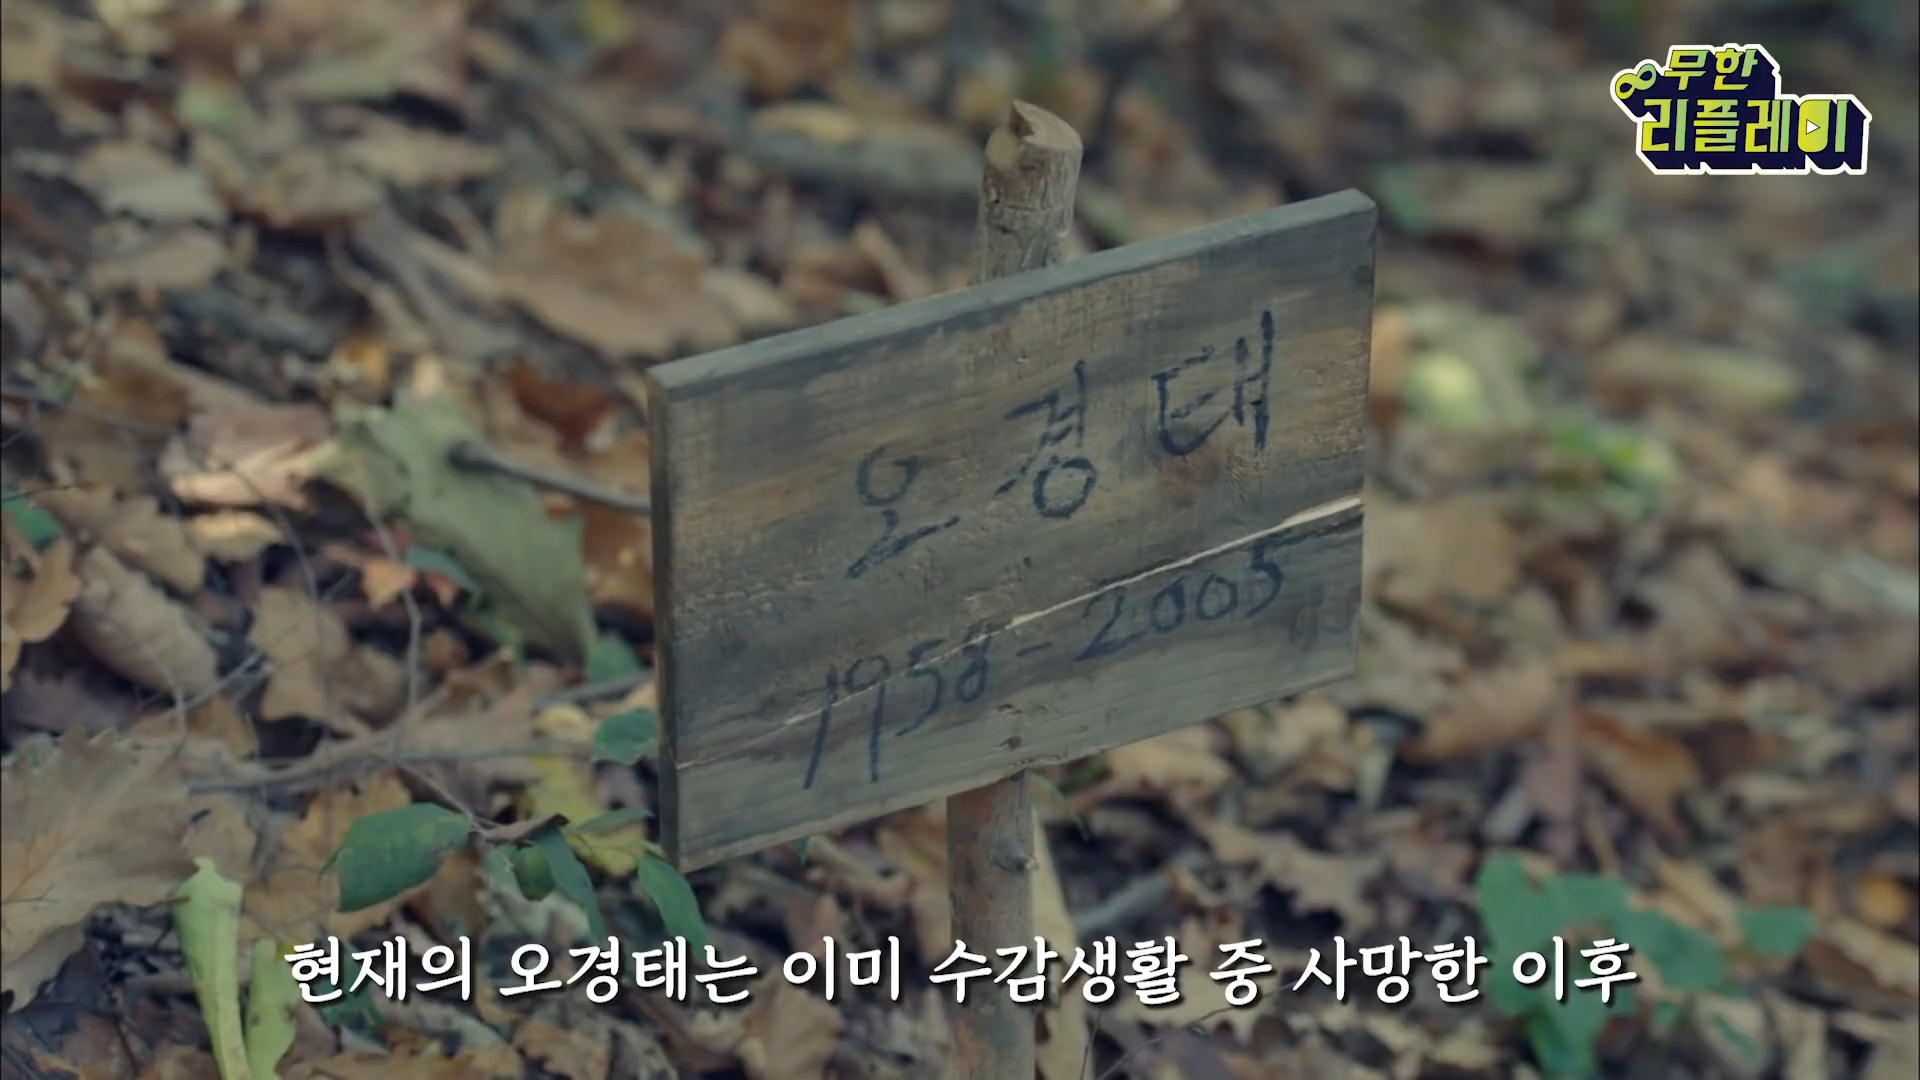 무한
리플레이
오경태
1958-2005
현재의 오경태는 이미 수감생활 중 사망한 이후